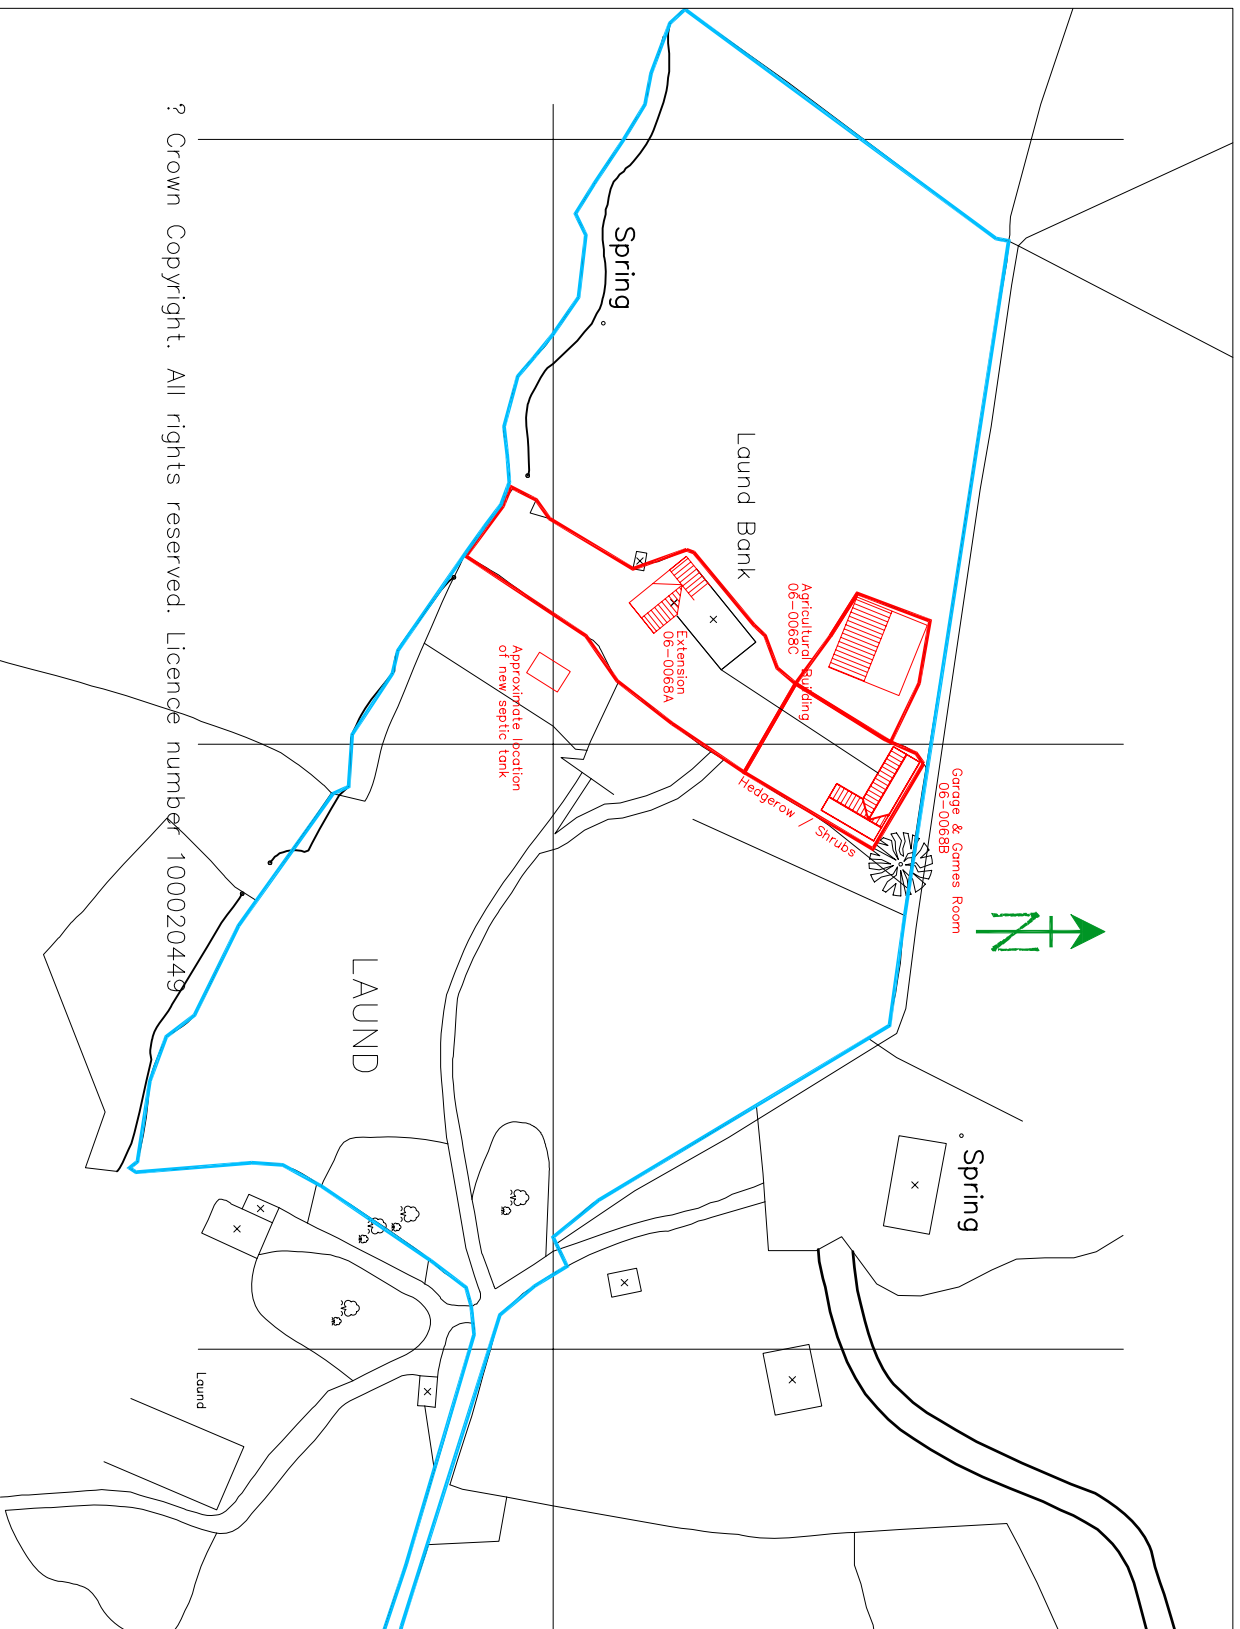 Spring
Spring
Garage & Games Room
06-0068B
Agricultural Building
06-0068C
Laund Bank
Hedgerow / Shrubs
Extension
06-0068A
Approximate location
of new septic tank
LAUND
Laund
? Crown Copyright. All rights reserved. Licence number 100020449
N